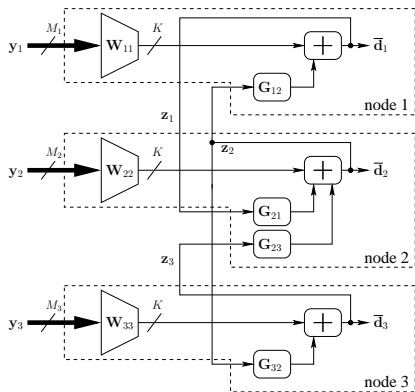 y₁ M₁ W₁₁ K + d̅₁
G₁₂
node 1
z₁
z₂
y₂ M₂ W₂₂ K + d̅₂
G₂₁
G₂₃
node 2
z₃
y₃ M₃ W₃₃ K + d̅₃
G₃₂
node 3